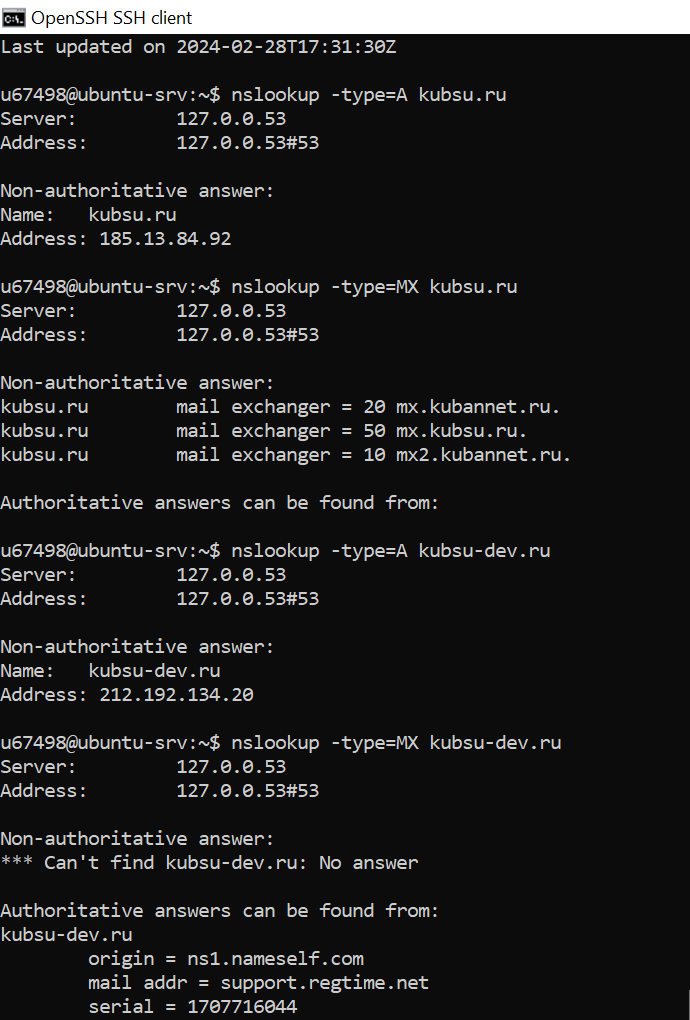 OpenSSH SSH client
Last updated on 2024-02-28T17:31:30Z
u67498@ubuntu-srv:~$ nslookup -type=A kubsu.ru
Server:         127.0.0.53
Address:        127.0.0.53#53
Non-authoritative answer:
Name:   kubsu.ru
Address: 185.13.84.92
u67498@ubuntu-srv:~$ nslookup -type=MX kubsu.ru
Server:         127.0.0.53
Address:        127.0.0.53#53
Non-authoritative answer:
kubsu.ru        mail exchanger = 20 mx.kubannet.ru.
kubsu.ru        mail exchanger = 50 mx.kubsu.ru.
kubsu.ru        mail exchanger = 10 mx2.kubannet.ru.
Authoritative answers can be found from:
u67498@ubuntu-srv:~$ nslookup -type=A kubsu-dev.ru
Server:         127.0.0.53
Address:        127.0.0.53#53
Non-authoritative answer:
Name:   kubsu-dev.ru
Address: 212.192.134.20
u67498@ubuntu-srv:~$ nslookup -type=MX kubsu-dev.ru
Server:         127.0.0.53
Address:        127.0.0.53#53
Non-authoritative answer:
*** Can't find kubsu-dev.ru: No answer
Authoritative answers can be found from:
kubsu-dev.ru
        origin = ns1.nameself.com
        mail addr = support.regtime.net
        serial = 1707716044